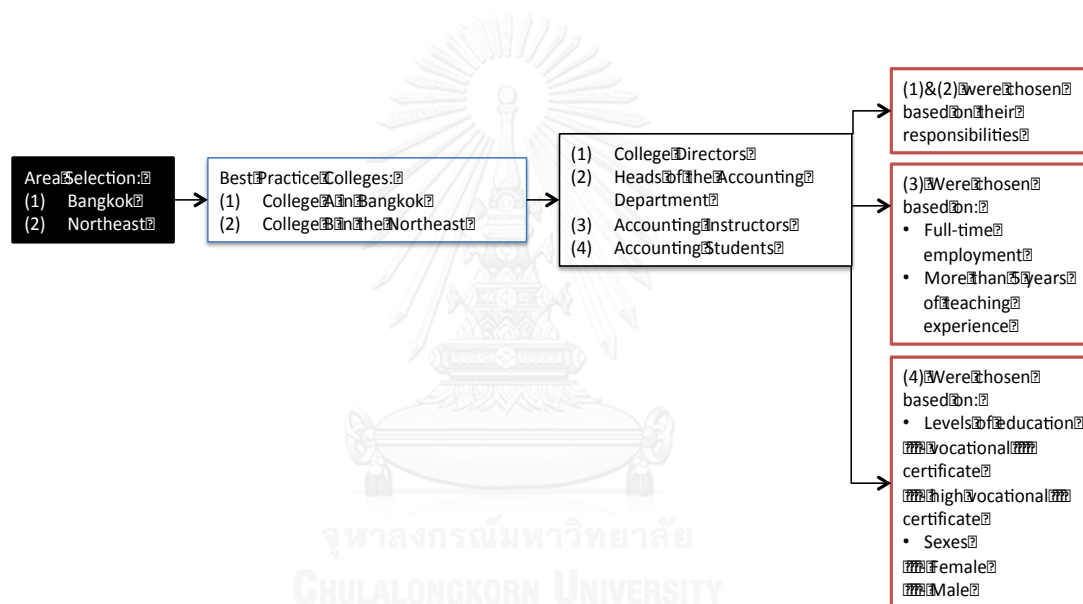 Area Selection:
(1) Bangkok
(2) Northeast
Best Practice Colleges:
(1) College A in Bangkok
(2) College B in the Northeast
(1) College Directors
(2) Heads of the Accounting
Department
(3) Accounting Instructors
(4) Accounting Students
(1)&(2) were chosen
based on their
responsibilities
(3) Were chosen
based on:
• Full-time
employment
• More than 5 years
of teaching
experience
(4) Were chosen
based on:
• Levels of education
- vocational
certificate
- high vocational
certificate
• Sexes
- Female
- Male
จุฬาลงกรณ์มหาวิทยาลัย
CHULALONGKORN UNIVERSITY